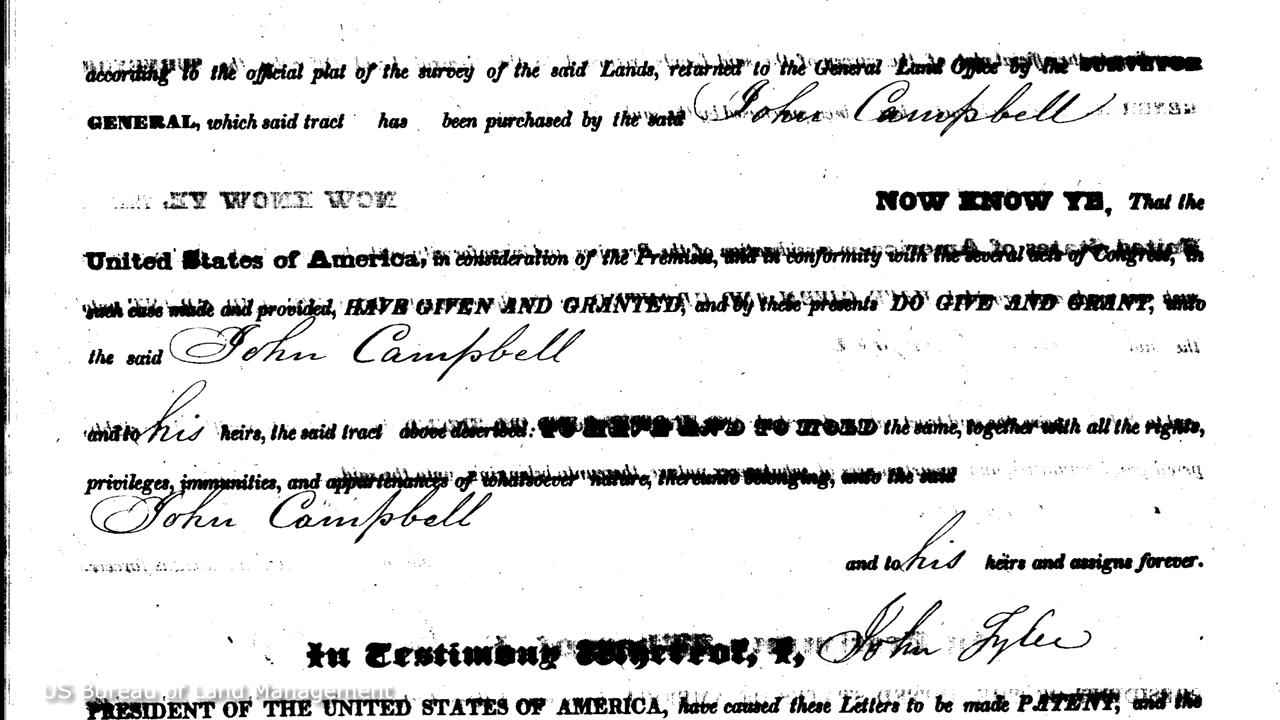 according to the official plat of the survey of the said Lands, returned to the General Land Office by the SURVEYOR
GENERAL, which said tract has been purchased by the said John Campbell
NOW KNOW YE, That the
United States of America, in consideration of the Premises, and in conformity with the several acts of Congress, in
such case made and provided, HAVE GIVEN AND GRANTED, and by these presents DO GIVE AND GRANT, unto
the said John Campbell
and to his heirs, the said tract above described: TO HAVE AND TO HOLD the same, together with all the rights,
privileges, immunities, and appurtenances of whatsoever nature, thereunto belonging, unto the said
John Campbell
and to his heirs and assigns forever.
In Testimony Whereof, I, John Tyler
US Bureau of Land Management
PRESIDENT OF THE UNITED STATES OF AMERICA, have caused these Letters to be made PATENT, and the